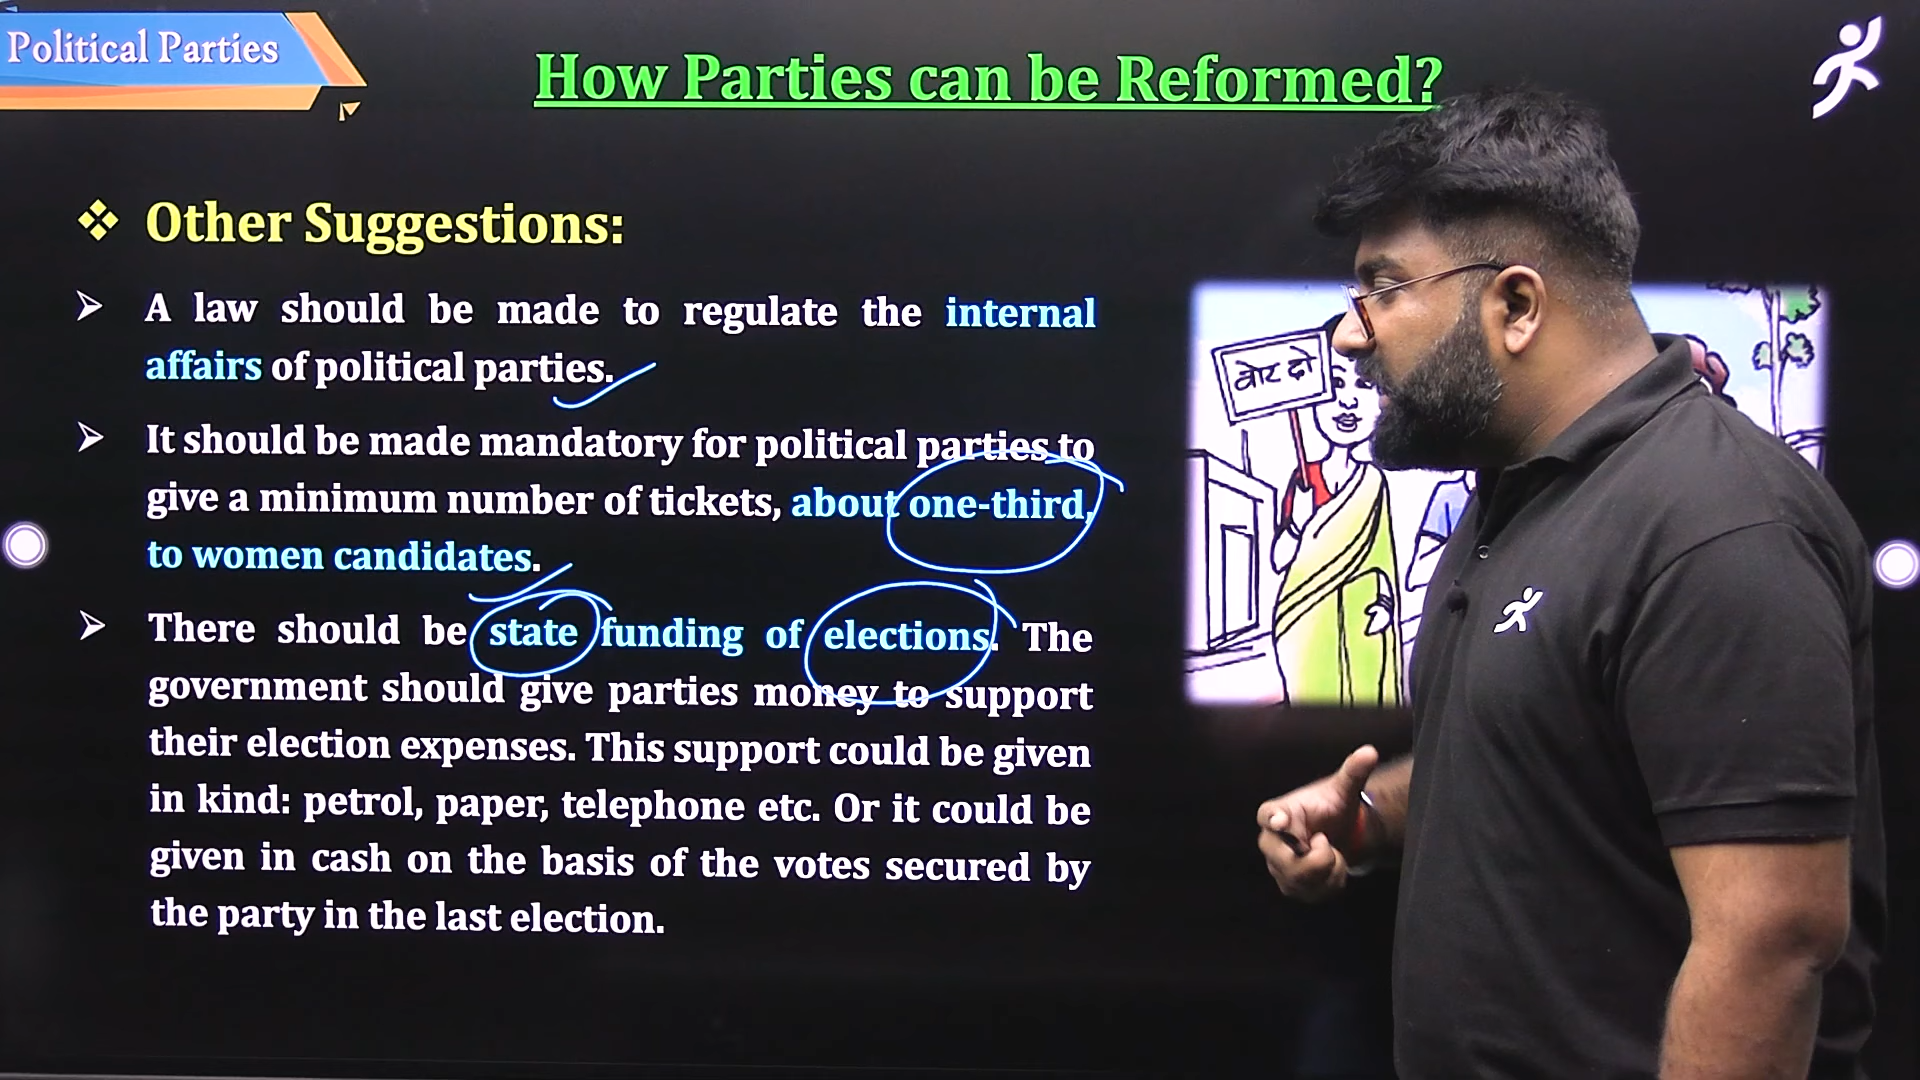 Political Parties
How Parties can be Reformed?
Other Suggestions:
A law should be made to regulate the internal
affairs of political parties.
It should be made mandatory for political parties to
give a minimum number of tickets, about one-third,
to women candidates.
There should be state funding of elections. The
government should give parties money to support
their election expenses. This support could be given
in kind: petrol, paper, telephone etc. Or it could be
given in cash on the basis of the votes secured by
the party in the last election.
वोट दो